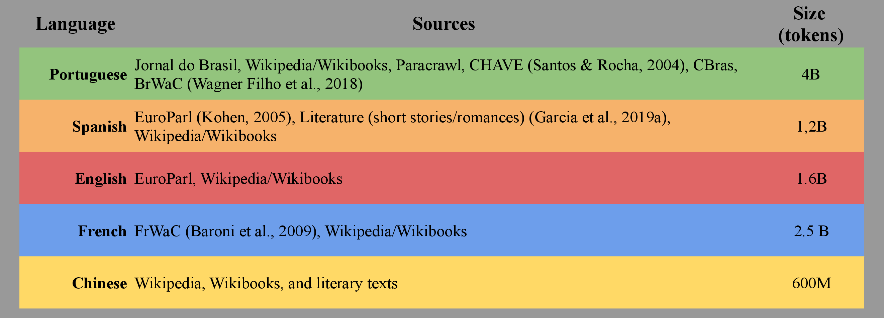 Language Sources Size (tokens)
Portuguese Jornal do Brasil, Wikipedia/Wikibooks, Paracrawl, CHAVE (Santos & Rocha, 2004), CBras,
BrWaC (Wagner Filho et al., 2018) 4B
Spanish EuroParl (Kohen, 2005), Literature (short stories/romances) (Garcia et al., 2019a),
Wikipedia/Wikibooks 1,2B
English EuroParl, Wikipedia/Wikibooks 1.6B
French FrWaC (Baroni et al., 2009), Wikipedia/Wikibooks 2.5 B
Chinese Wikipedia, Wikibooks, and literary texts 600M